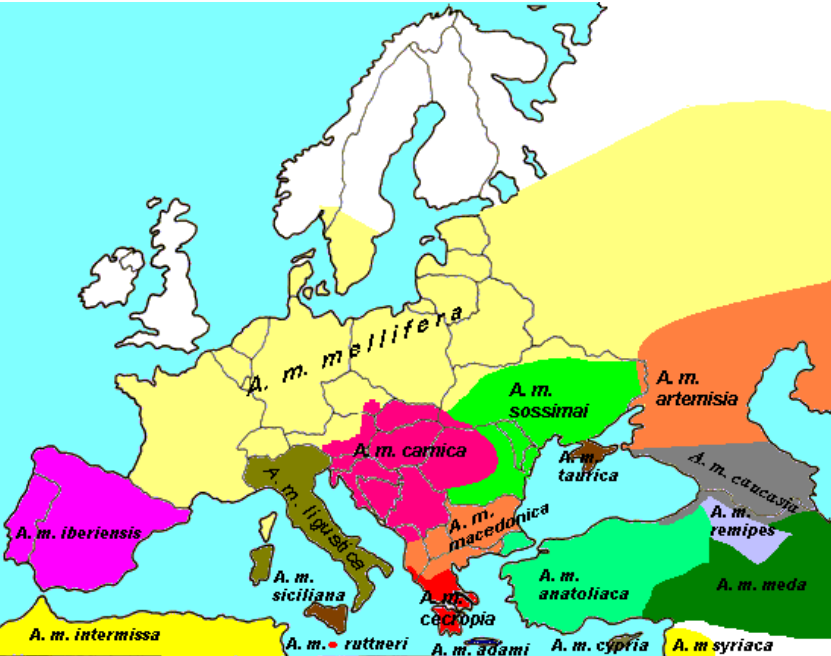 A. m. mellifera
A. m.
artemisia
A. m.
sossimai
A. m. carnica
A. m.
taurica
A. m. caucasia
A. m. ligustica
A. m. iberiensis
A. m.
macedonica
A. m.
remipes
A. m.
anatoliaca
A. m. meda
A. m.
siciliana
A. m.
cecropia
A. m. intermissa
A. m. ruttneri
A. m. adami
A. m. cypria
A. m syriaca